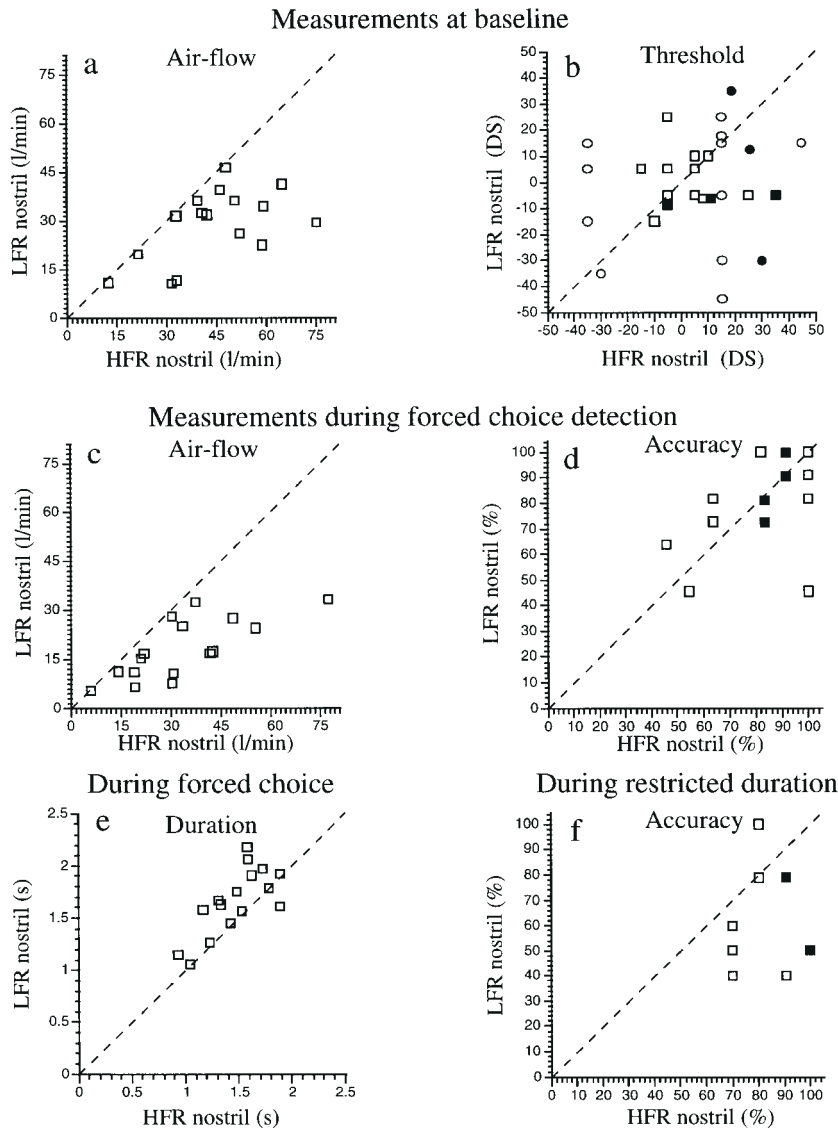 Measurements at baseline
a
Air-flow
LFR nostril (l/min)
75
60
45
30
15
0
0 15 30 45 60 75
HFR nostril (l/min)
b
Threshold
LFR nostril (DS)
50
40
30
20
10
0
-10
-20
-30
-40
-50
-50 -40 -30 -20 -10 0 10 20 30 40 50
HFR nostril (DS)
Measurements during forced choice detection
c
Air-flow
LFR nostril (l/min)
75
60
45
30
15
0
0 15 30 45 60 75
HFR nostril (l/min)
d
Accuracy
LFR nostril (%)
100
90
80
70
60
50
40
30
20
10
0
0 10 20 30 40 50 60 70 80 90 100
HFR nostril (%)
During forced choice
e
Duration
LFR nostril (s)
2.5
2
1.5
1
0.5
0
0 0.5 1 1.5 2 2.5
HFR nostril (s)
During restricted duration
f
Accuracy
LFR nostril (%)
100
90
80
70
60
50
40
30
20
10
0
0 10 20 30 40 50 60 70 80 90 100
HFR nostril (%)